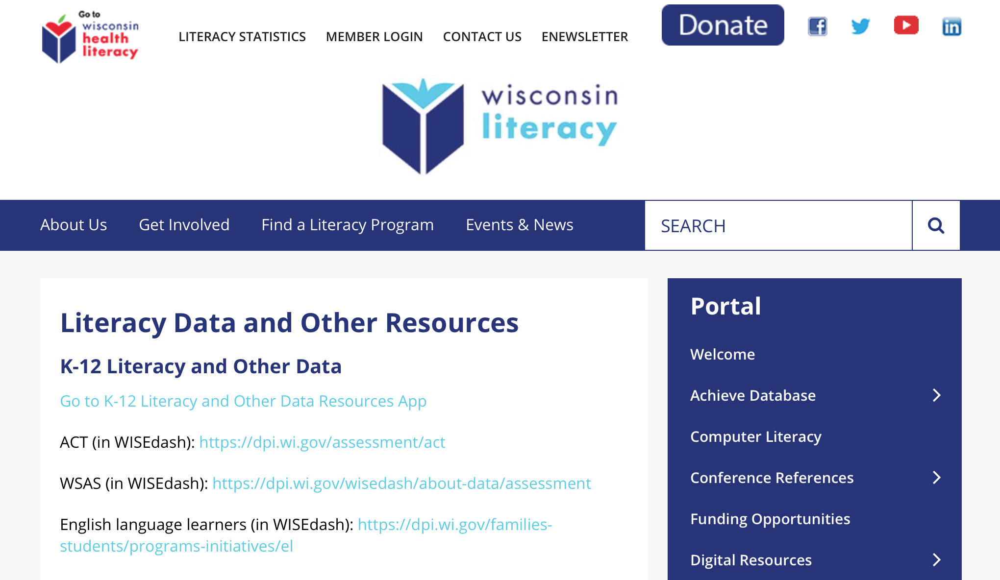 Go to
wisconsin
health
literacy
LITERACY STATISTICS
MEMBER LOGIN
CONTACT US
ENEWSLETTER
Donate
f
in
wisconsin
literacy
About Us
Get Involved
Find a Literacy Program
Events & News
SEARCH
Literacy Data and Other Resources
K-12 Literacy and Other Data
Go to K-12 Literacy and Other Data Resources App
ACT (in WISEdash): https://dpi.wi.gov/assessment/act
WSAS (in WISEdash): https://dpi.wi.gov/wisedash/about-data/assessment
English language learners (in WISEdash): https://dpi.wi.gov/families-
students/programs-initiatives/el
Portal
Welcome
Achieve Database
Computer Literacy
Conference References
Funding Opportunities
Digital Resources